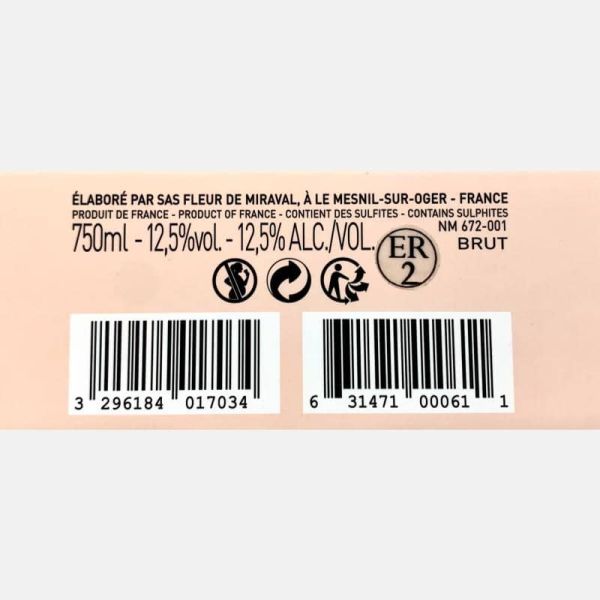 ÉLABORÉ PAR SAS FLEUR DE MIRAVAL, À LE MESNIL-SUR-OGER - FRANCE
PRODUIT DE FRANCE - PRODUCT OF FRANCE - CONTIENT DES SULFITES - CONTAINS SULPHITES
750ml - 12,5%vol. - 12,5% ALC./VOL.
NM 672-001
ER
2
BRUT
3 296184 017034
6 31471 00061 1